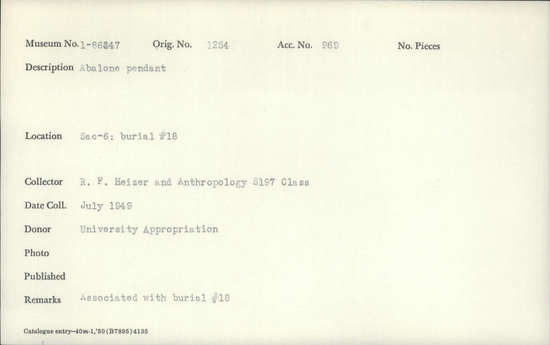 Museum No. 1-86347 Orig. No. 1264 Acc. No. 960 No. Pieces
Description Abalone pendant
Location Sac-6; burial #18
Collector R. F. Heizer and Anthropology S197 Class
Date Coll. July 1949
Donor University Appropriation
Photo
Published
Remarks Associated with burial #18
Catalogue entry—40m-1,'50 (B7895) 4135